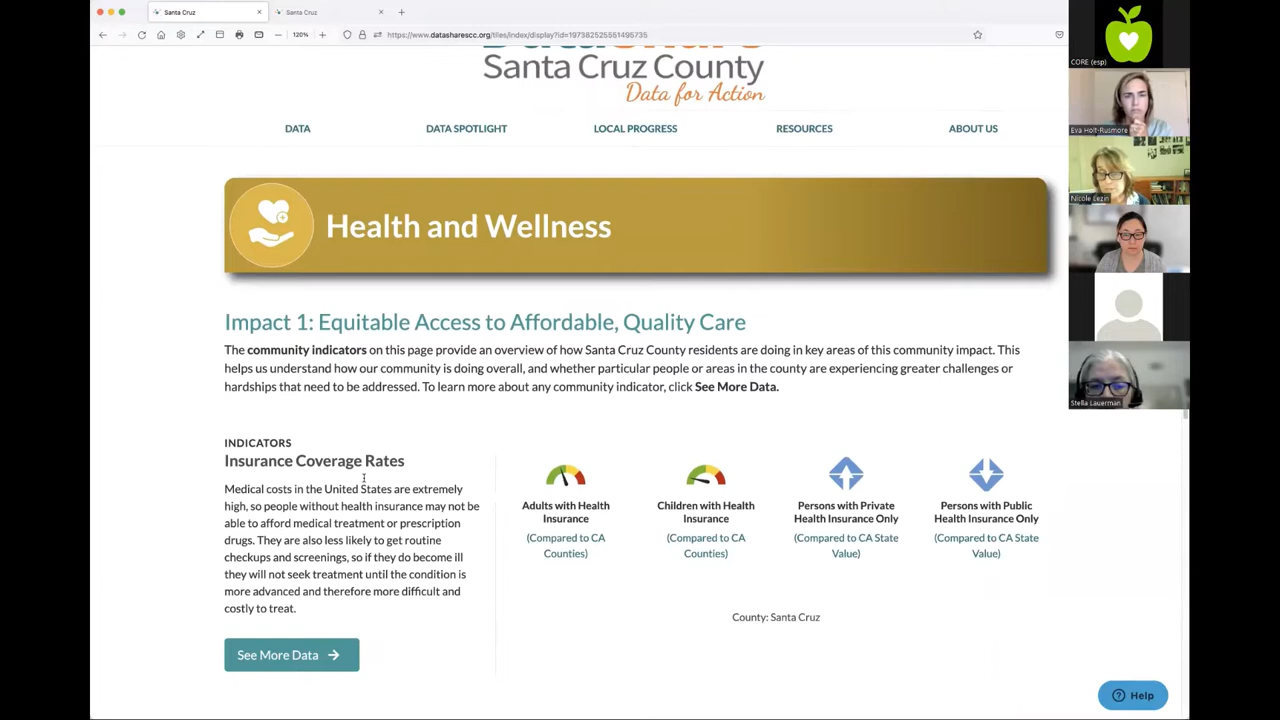 Santa Cruz
Santa Cruz
120%
https://www.datasharescc.org/tiles/index/display?id=197382525551495735
Santa Cruz County
Data for Action
DATA
DATA SPOTLIGHT
LOCAL PROGRESS
RESOURCES
ABOUT US
Health and Wellness
Impact 1: Equitable Access to Affordable, Quality Care
The community indicators on this page provide an overview of how Santa Cruz County residents are doing in key areas of this community impact. This
helps us understand how our community is doing overall, and whether particular people or areas in the county are experiencing greater challenges or
hardships that need to be addressed. To learn more about any community indicator, click See More Data.
INDICATORS
Insurance Coverage Rates
Medical costs in the United States are extremely
high, so people without health insurance may not be
able to afford medical treatment or prescription
drugs. They are also less likely to get routine
checkups and screenings, so if they do become ill
they will not seek treatment until the condition is
more advanced and therefore more difficult and
costly to treat.
See More Data
Adults with Health
Insurance
(Compared to CA
Counties)
Children with Health
Insurance
(Compared to CA
Counties)
Persons with Private
Health Insurance Only
(Compared to CA State
Value)
Persons with Public
Health Insurance Only
(Compared to CA State
Value)
County: Santa Cruz
Help
CORE (esp)
Eva Holt-Rusmore
Nicole Lezin
Stella Lauerman